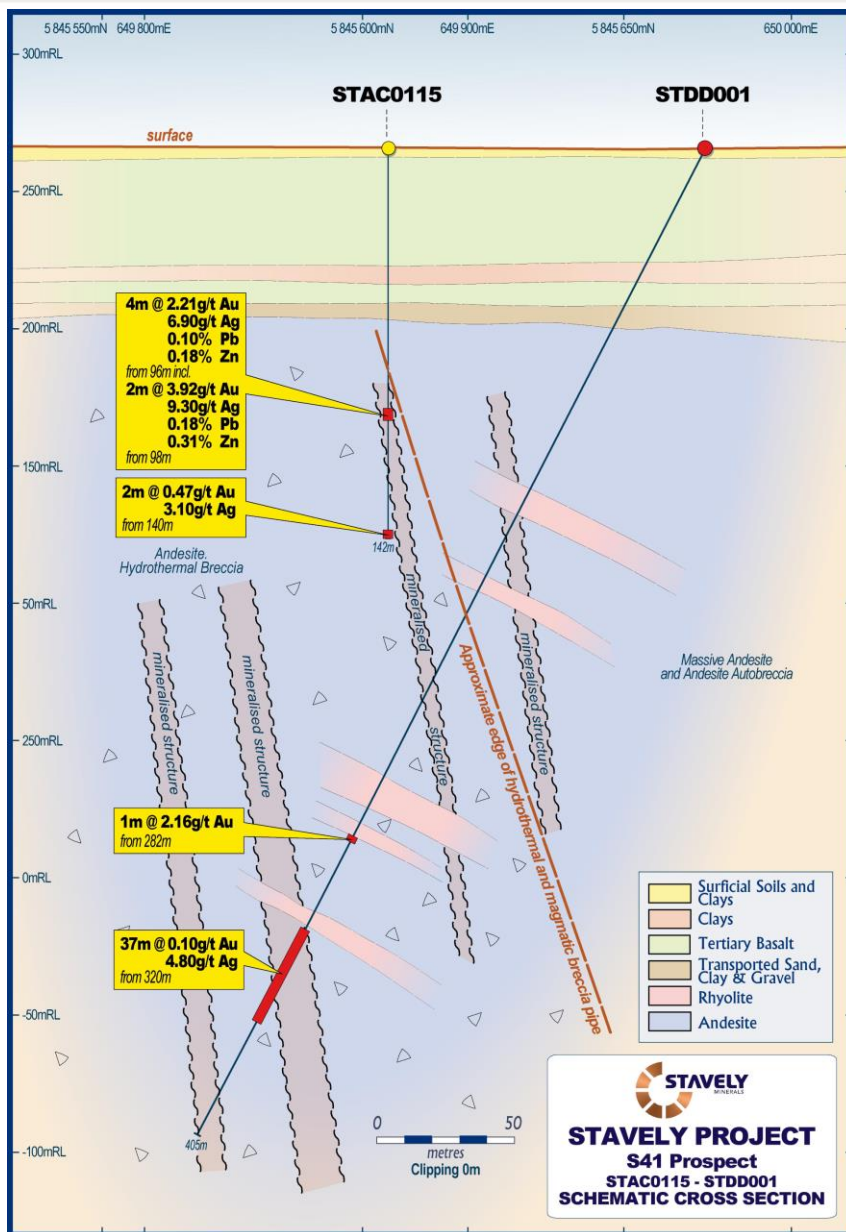 5 845 550mN 649 800mE 5 845 600mN 649 900mE 5 845 650mN 650 000mE
300mRL
STAC0115 STDD001
surface
250mRL
200mRL
4m @ 2.21g/t Au
6.90g/t Ag
0.10% Pb
0.18% Zn
from 96m incl.
2m @ 3.92g/t Au
9.30g/t Ag
0.18% Pb
0.31% Zn
from 98m
150mRL
2m @ 0.47g/t Au
3.10g/t Ag
from 140m
142m
Andesite.
Hydrothermal Breccia
50mRL
mineralised structure
mineralised structure
mineralised structure
Approximate edge of hydrothermal and magmatic breccia pipe
mineralised structure
Massive Andesite
and Andesite Autobreccia
250mRL
1m @ 2.16g/t Au
from 282m
0mRL
37m @ 0.10g/t Au
4.80g/t Ag
from 320m
-50mRL
405m
-100mRL
Surficial Soils and
Clays
Clays
Tertiary Basalt
Transported Sand,
Clay & Gravel
Rhyolite
Andesite
0 50
metres
Clipping 0m
STAVELY
MINERALS
STAVELY PROJECT
S41 Prospect
STAC0115 - STDD001
SCHEMATIC CROSS SECTION